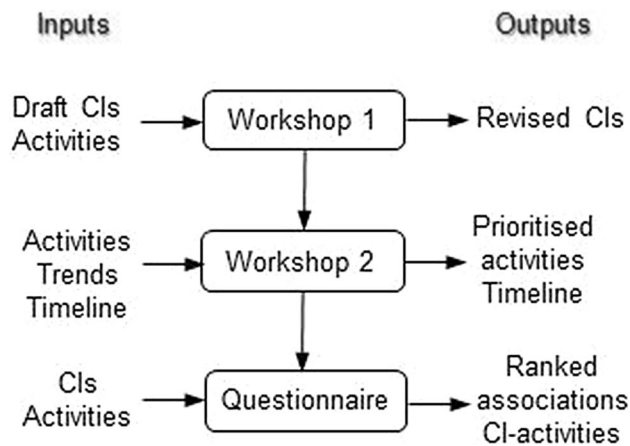 Inputs
Outputs
Draft CIs
Activities
Workshop 1
Revised CIs
Activities
Trends
Timeline
Workshop 2
Prioritised
activities
Timeline
CIs
Activities
Questionnaire
Ranked
associations
CI-activities